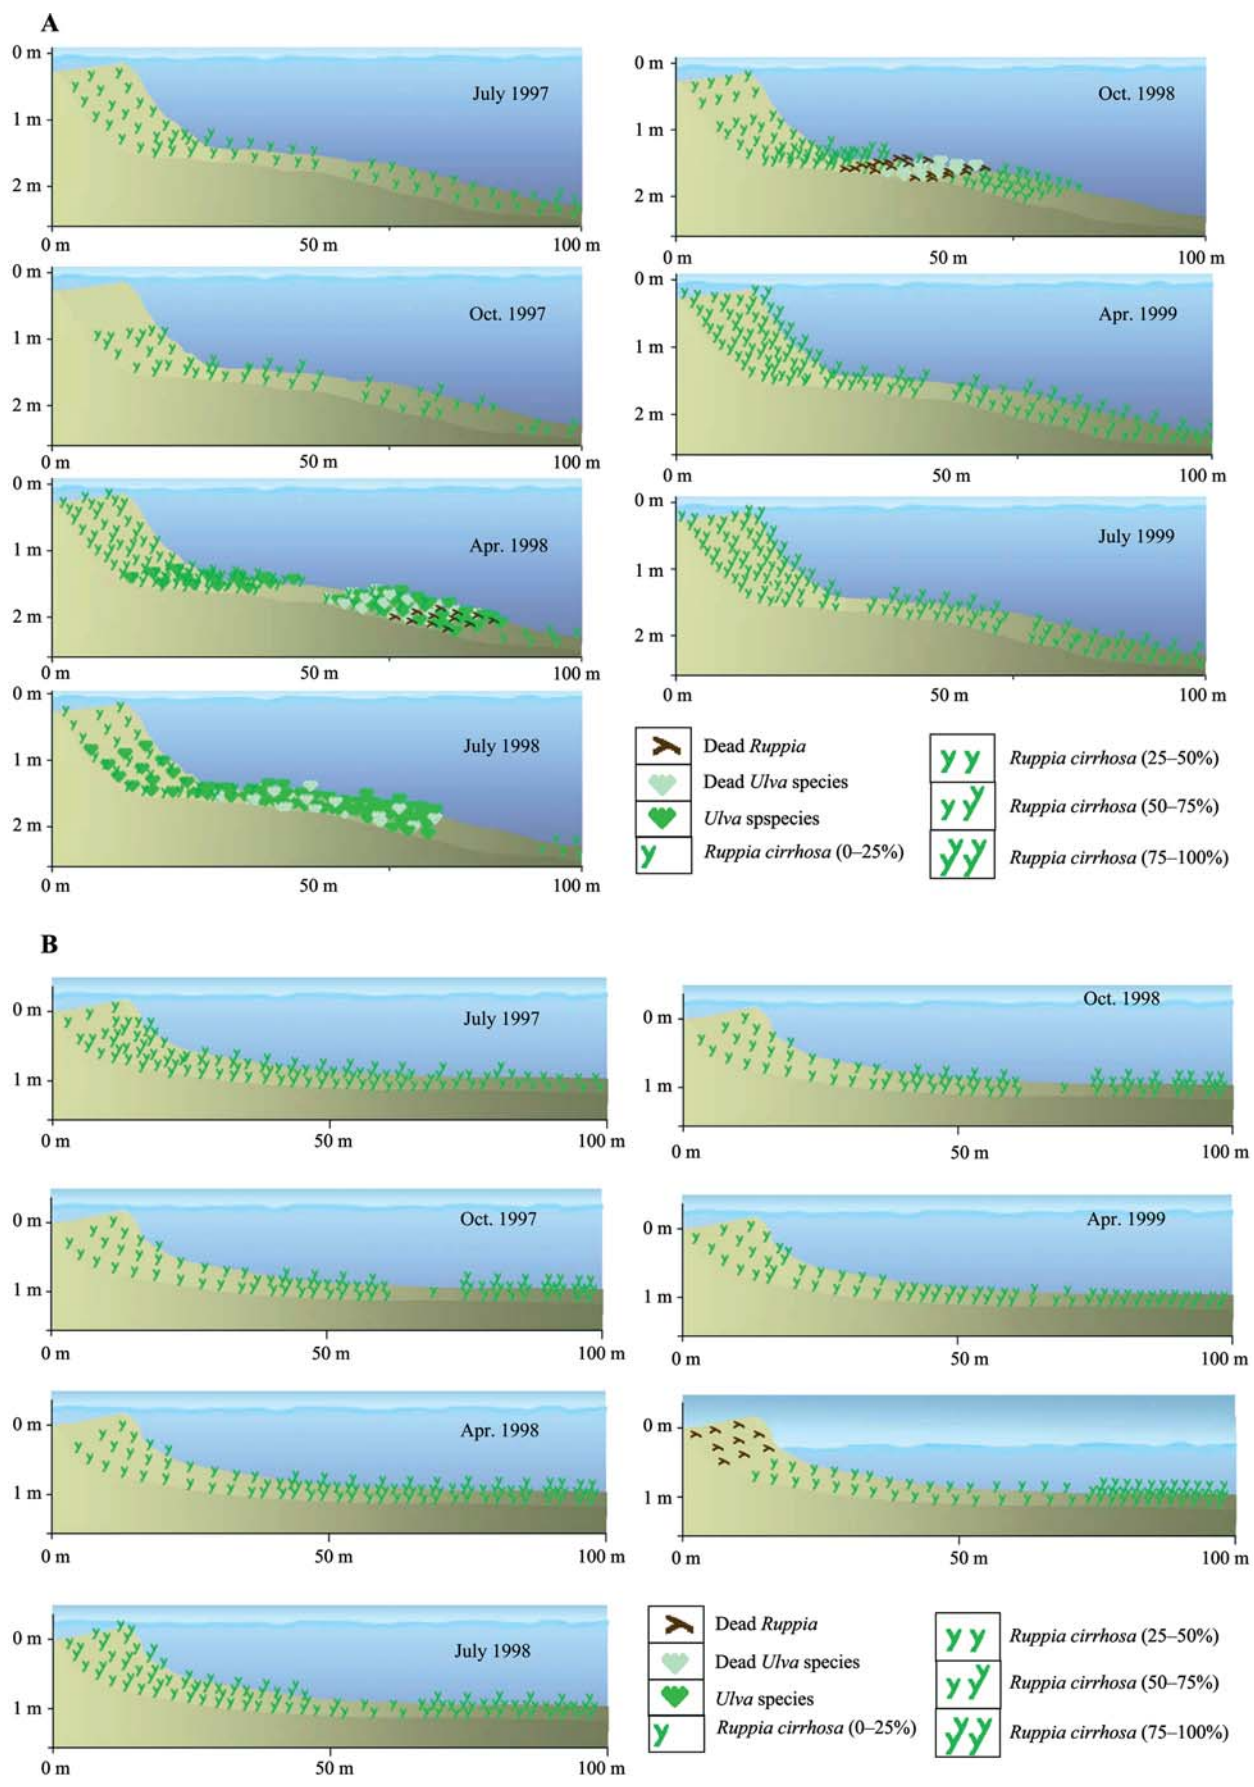 A
0 m
1 m
2 m
July 1997
0 m 50 m 100 m
0 m
1 m
2 m
Oct. 1997
0 m 50 m 100 m
0 m
1 m
2 m
Apr. 1998
0 m 50 m 100 m
0 m
1 m
2 m
July 1998
0 m 50 m 100 m
0 m
1 m
2 m
Oct. 1998
0 m 50 m 100 m
0 m
1 m
2 m
Apr. 1999
0 m 50 m 100 m
0 m
1 m
2 m
July 1999
0 m 50 m 100 m
Dead Ruppia
Dead Ulva species
Ulva spspecies
Ruppia cirrhosa (0–25%)
Ruppia cirrhosa (25–50%)
Ruppia cirrhosa (50–75%)
Ruppia cirrhosa (75–100%)
B
0 m
1 m
July 1997
0 m 50 m 100 m
0 m
1 m
Oct. 1997
0 m 50 m 100 m
0 m
1 m
Apr. 1998
0 m 50 m 100 m
0 m
1 m
July 1998
0 m 50 m 100 m
0 m
1 m
Oct. 1998
0 m 50 m 100 m
0 m
1 m
Apr. 1999
0 m 50 m 100 m
0 m
1 m
0 m 50 m 100 m
Dead Ruppia
Dead Ulva species
Ulva species
Ruppia cirrhosa (0–25%)
Ruppia cirrhosa (25–50%)
Ruppia cirrhosa (50–75%)
Ruppia cirrhosa (75–100%)